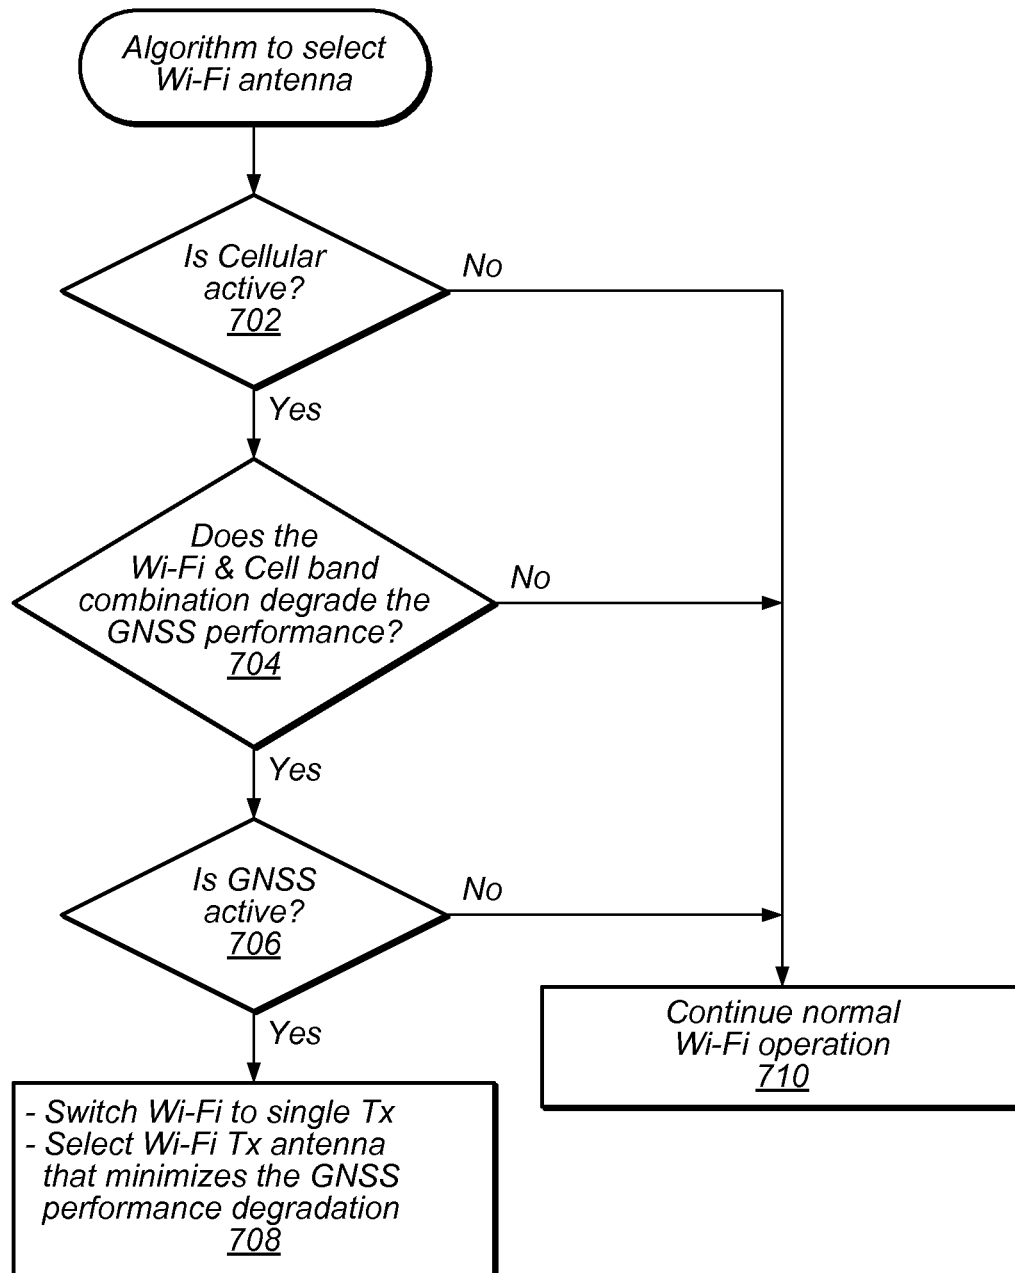 Algorithm to select
Wi-Fi antenna
Is Cellular
active?
702
No
Yes
Does the
Wi-Fi & Cell band
combination degrade the
GNSS performance?
704
No
Yes
Is GNSS
active?
706
No
Yes
Continue normal
Wi-Fi operation
710
- Switch Wi-Fi to single Tx
- Select Wi-Fi Tx antenna
that minimizes the GNSS
performance degradation
708